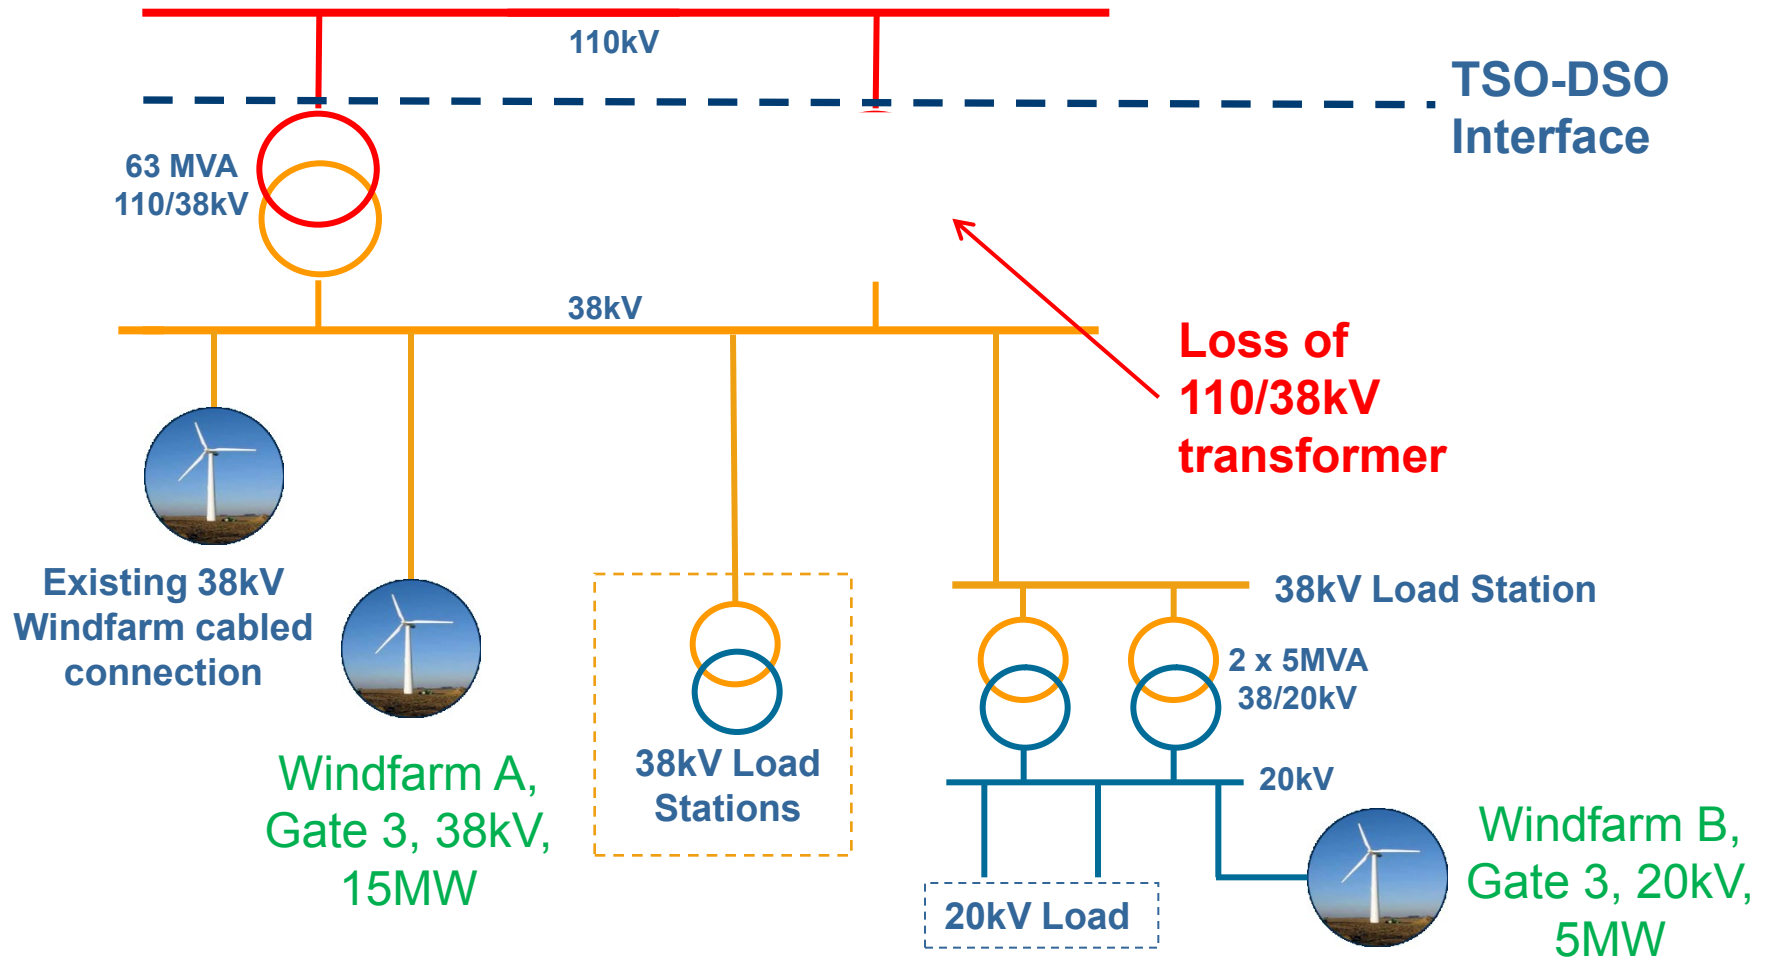 110kV
TSO-DSO
Interface
63 MVA
110/38kV
38kV
Loss of
110/38kV
transformer
Existing 38kV
Windfarm cabled
connection
38kV Load Station
2 x 5MVA
38/20kV
Windfarm A,
Gate 3, 38kV,
15MW
38kV Load
Stations
20kV
20kV Load
Windfarm B,
Gate 3, 20kV,
5MW